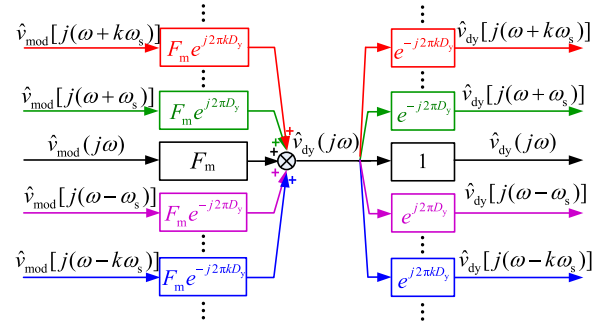 v̂_mod[j(ω+kω_s)] F_m e^{j2πkD_y} e^{-j2πkD_y} v̂_dy[j(ω+kω_s)]
v̂_mod[j(ω+ω_s)] F_m e^{j2πD_y} e^{-j2πD_y} v̂_dy[j(ω+ω_s)]
v̂_mod(jω) F_m + + + + + v̂_dy(jω) 1 v̂_dy(jω)
v̂_mod[j(ω-ω_s)] F_m e^{-j2πD_y} e^{j2πD_y} v̂_dy[j(ω-ω_s)]
v̂_mod[j(ω-kω_s)] F_m e^{-j2πkD_y} e^{j2πkD_y} v̂_dy[j(ω-kω_s)]